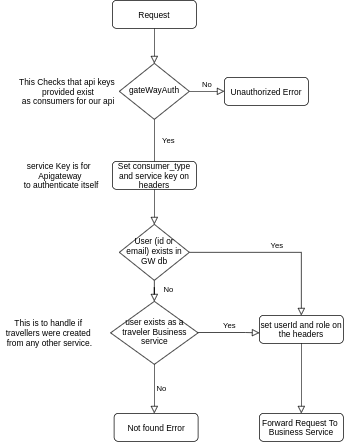 Request
This Checks that api keys
provided exist
as consumers for our api
gateWayAuth
No
Unauthorized Error
Yes
service Key is for
Apigateway
to authenticate itself
Set consumer_type
and service key on
headers
User (id or
email) exists in
GW db
Yes
No
This is to handle if
travellers were created
from any other service.
user exists as a
traveler Business
service
Yes
set userId and role on
the headers
No
Not found Error
Forward Request To
Business Service